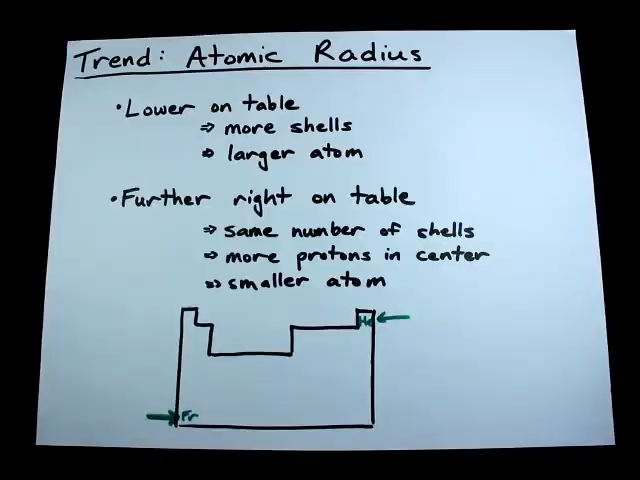 Trend: Atomic Radius
•Lower on table
⇒ more shells
⇒ larger atom
•Further right on table
⇒ same number of shells
⇒ more protons in center
⇒ smaller atom
He
Fr